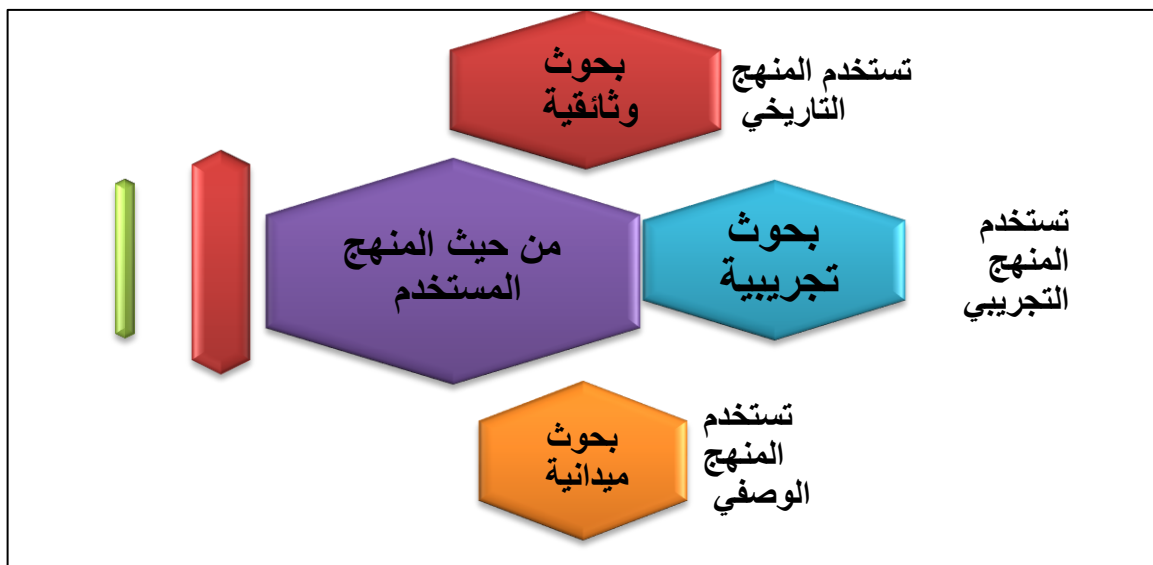 بحوث
وثائقية
تستخدم المنهج
التاريخي
من حيث المنهج
المستخدم
بحوث
تجريبية
تستخدم
المنهج
التجريبي
بحوث
ميدانية
تستخدم
المنهج
الوصفي